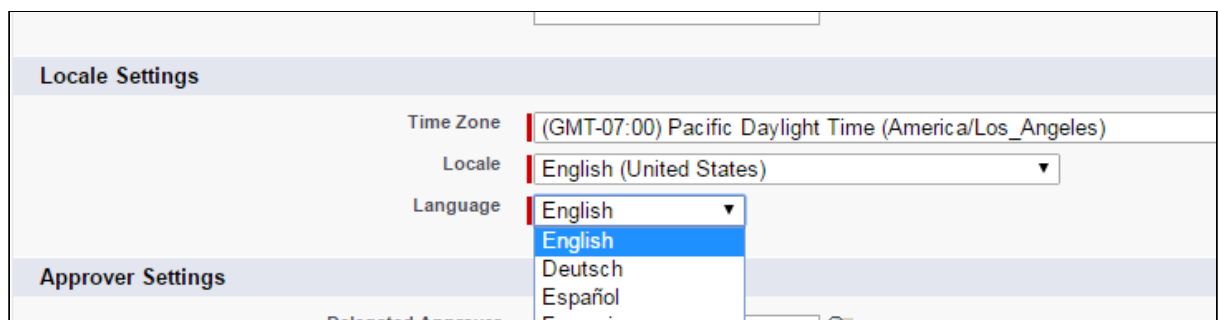 Locale Settings
Time Zone (GMT-07:00) Pacific Daylight Time (America/Los_Angeles)
Locale English (United States)
Language English
English
Deutsch
Español
Approver Settings